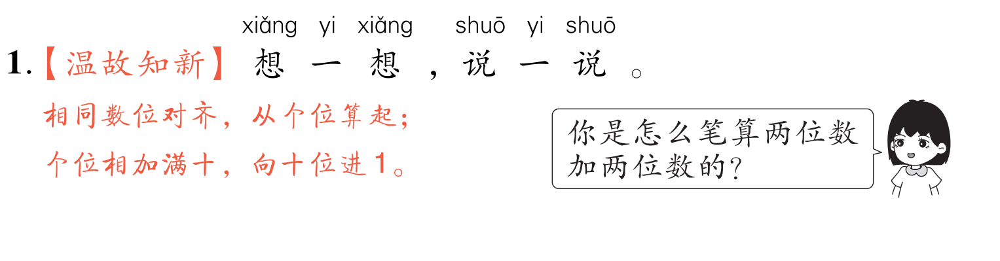 xiǎng yi xiǎng shuō yi shuō
1.【温故知新】 想 一 想 ，说 一 说 。
相同数位对齐，从个位算起；
个位相加满十，向十位进 1。
你是怎么笔算两位数
加两位数的？